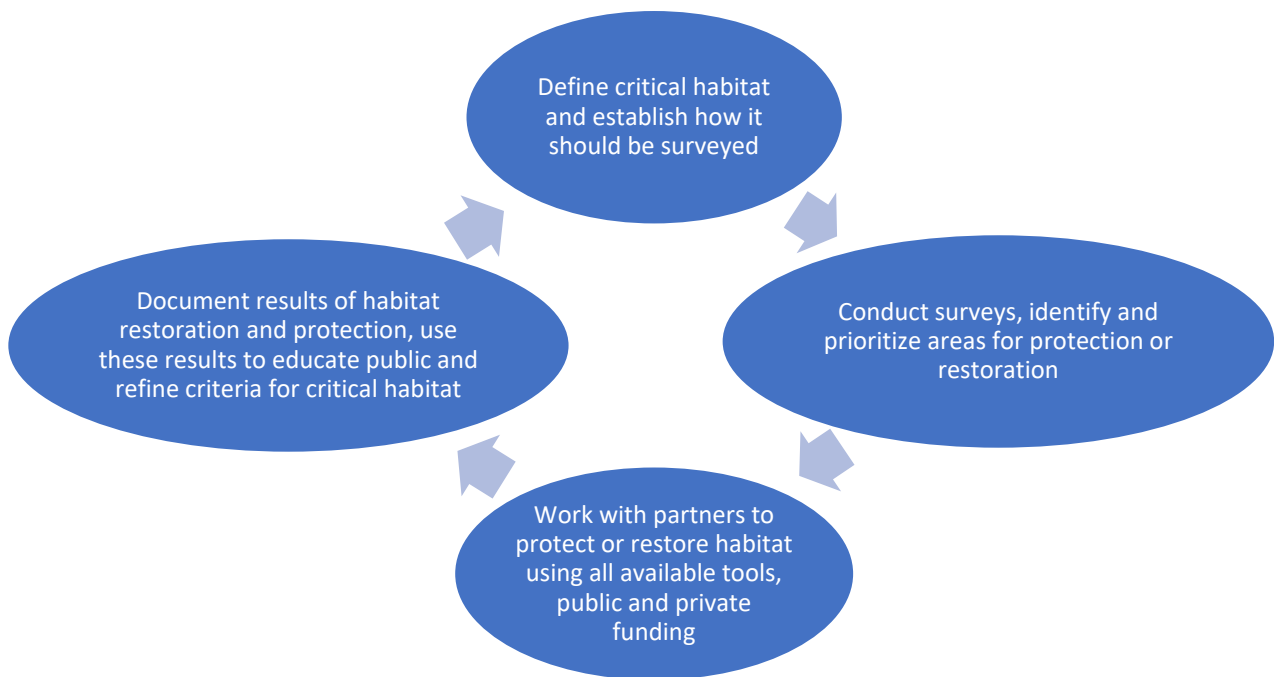 Define critical habitat
and establish how it
should be surveyed
Conduct surveys, identify and
prioritize areas for protection or
restoration
Work with partners to
protect or restore habitat
using all available tools,
public and private
funding
Document results of habitat
restoration and protection, use
these results to educate public and
refine criteria for critical habitat